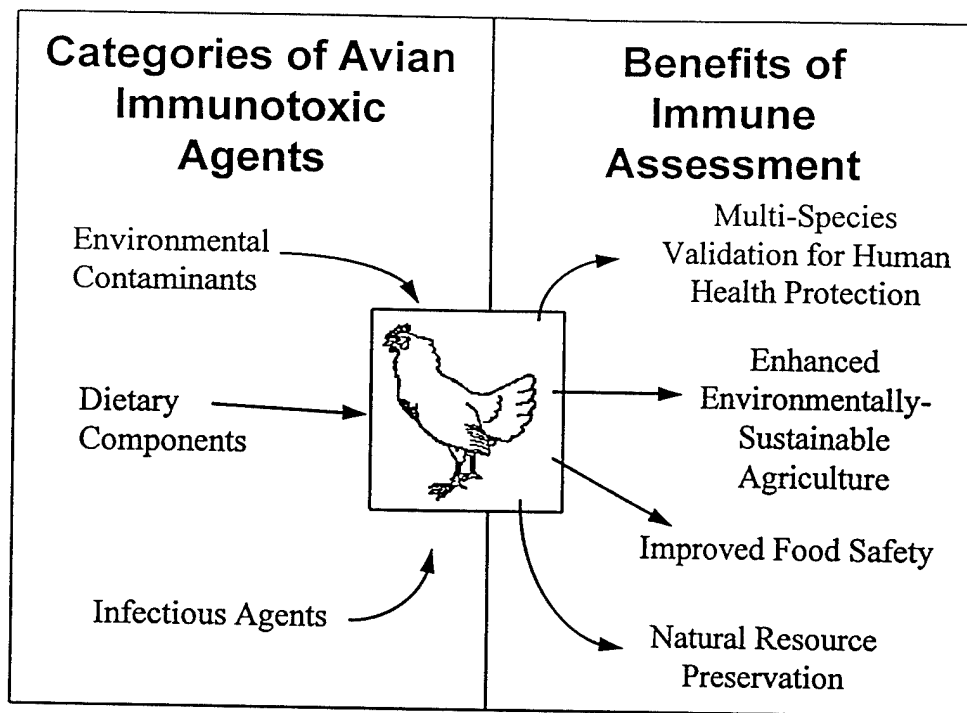 Categories of Avian
Immunotoxic
Agents
Environmental
Contaminants
Dietary
Components
Infectious Agents
Benefits of
Immune
Assessment
Multi-Species
Validation for Human
Health Protection
Enhanced
Environmentally-
Sustainable
Agriculture
Improved Food Safety
Natural Resource
Preservation